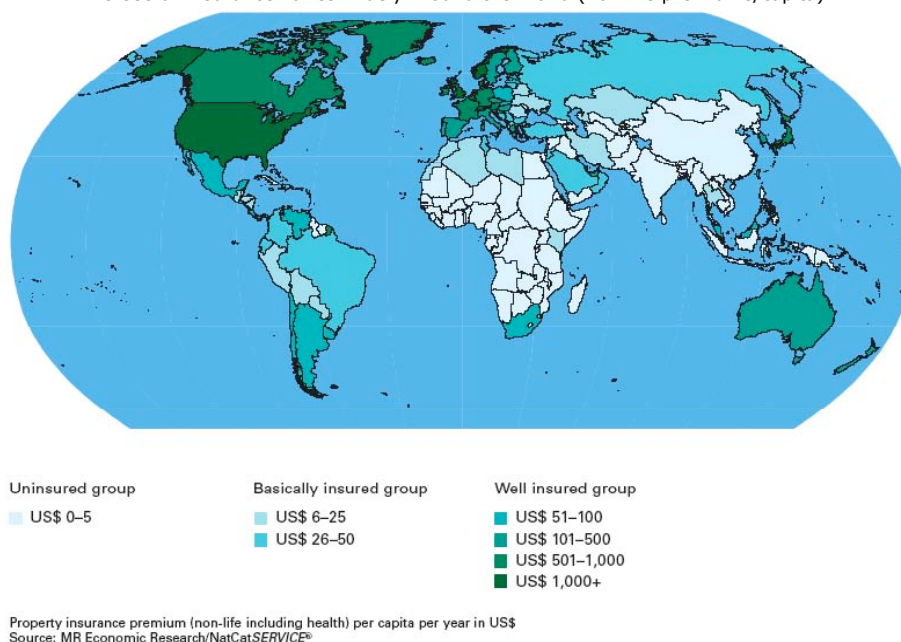 Uninsured group
US$ 0–5
Basically insured group
US$ 6–25
US$ 26–50
Well insured group
US$ 51–100
US$ 101–500
US$ 501–1,000
US$ 1,000+
Property insurance premium (non-life including health) per capita per year in US$
Source: MR Economic Research/NatCatSERVICE®